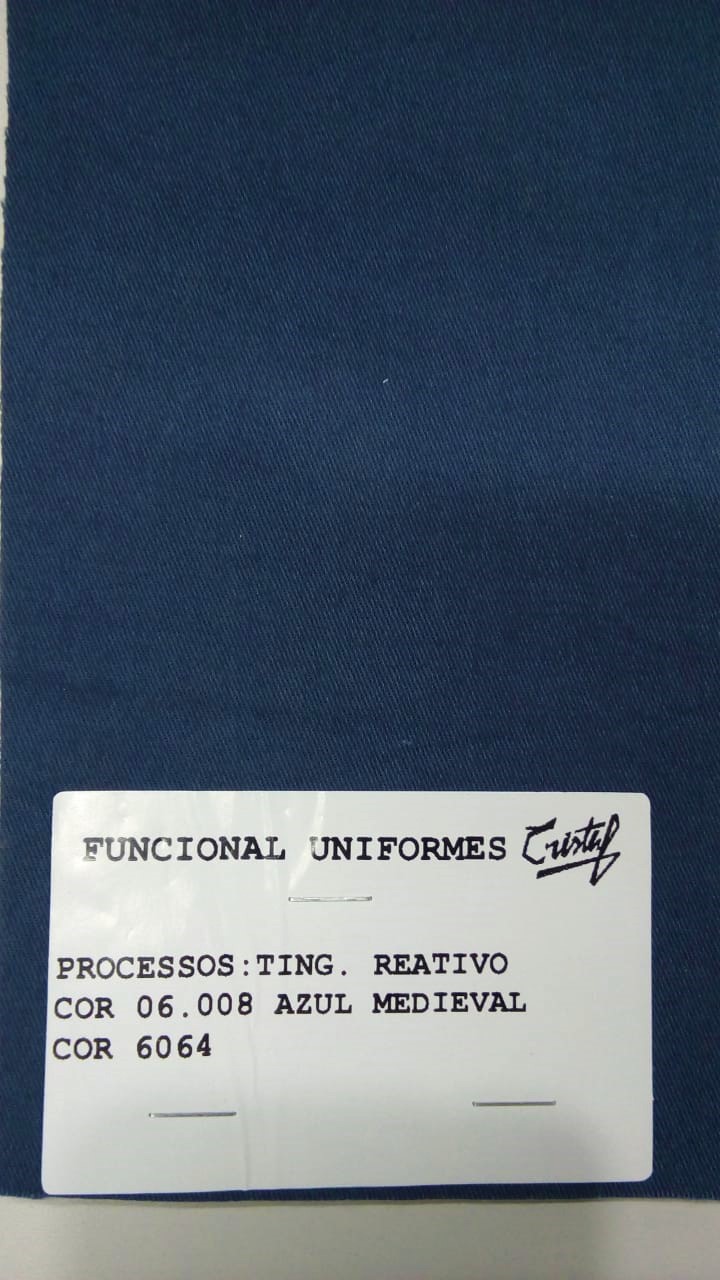 FUNCIONAL UNIFORMES Cristal
PROCESSOS:TING. REATIVO
COR 06.008 AZUL MEDIEVAL
COR 6064